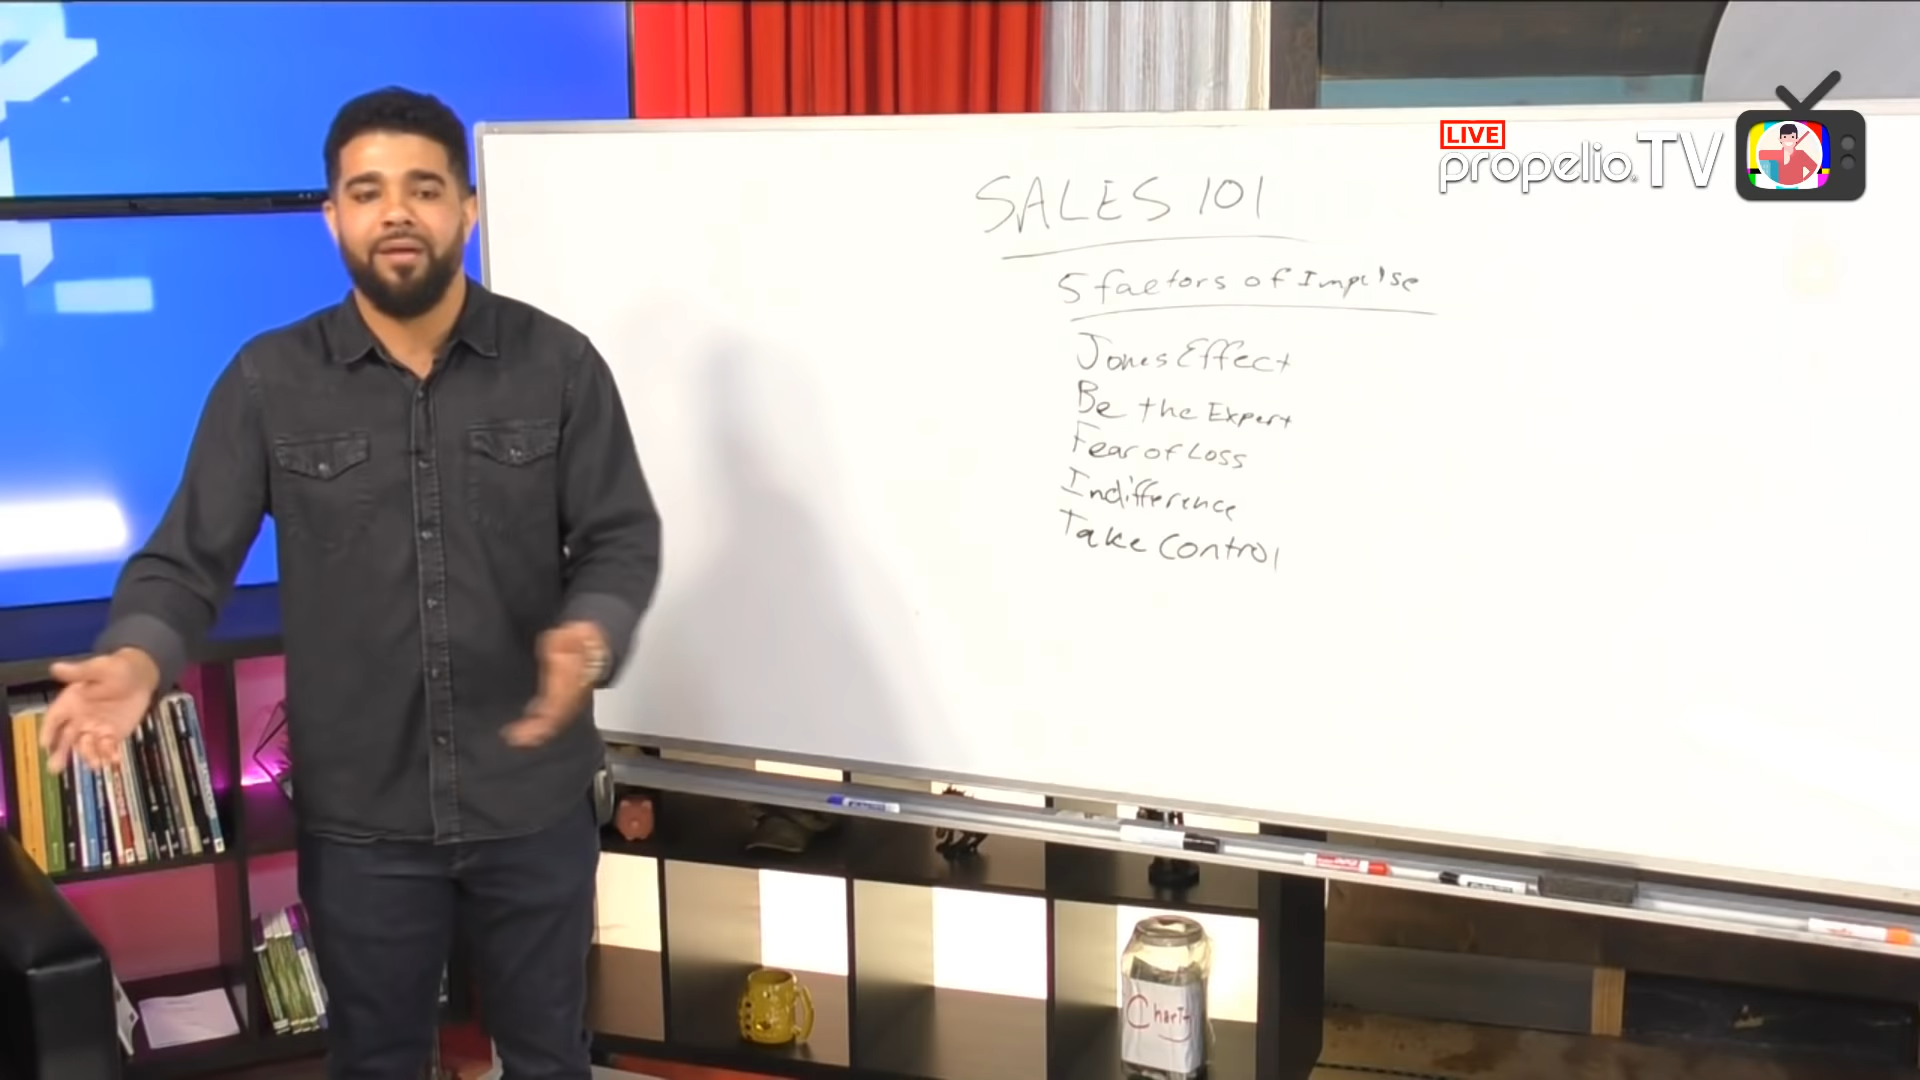 LIVE
propelio.TV
SALES 101
5 factors of Impulse
Jones Effect
Be the Expert
Fear of Loss
Indifference
Take Control
Charity